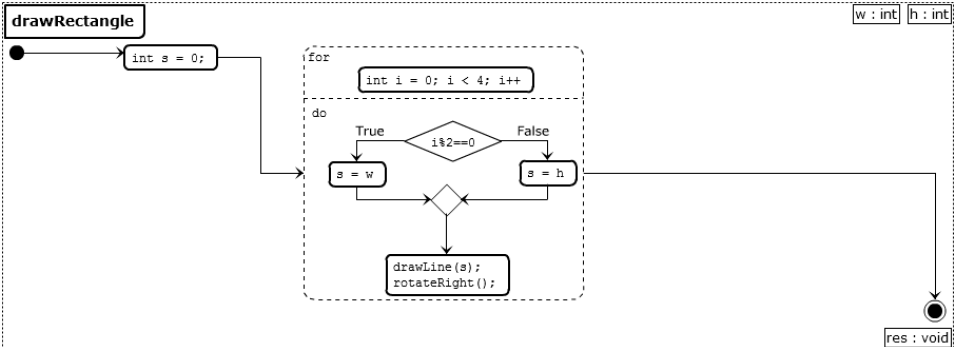 drawRectangle
w : int
h : int
int s = 0;
for
int i = 0; i < 4; i++
do
True
i%2==0
False
s = w
s = h
drawLine(s);
rotateRight();
res : void